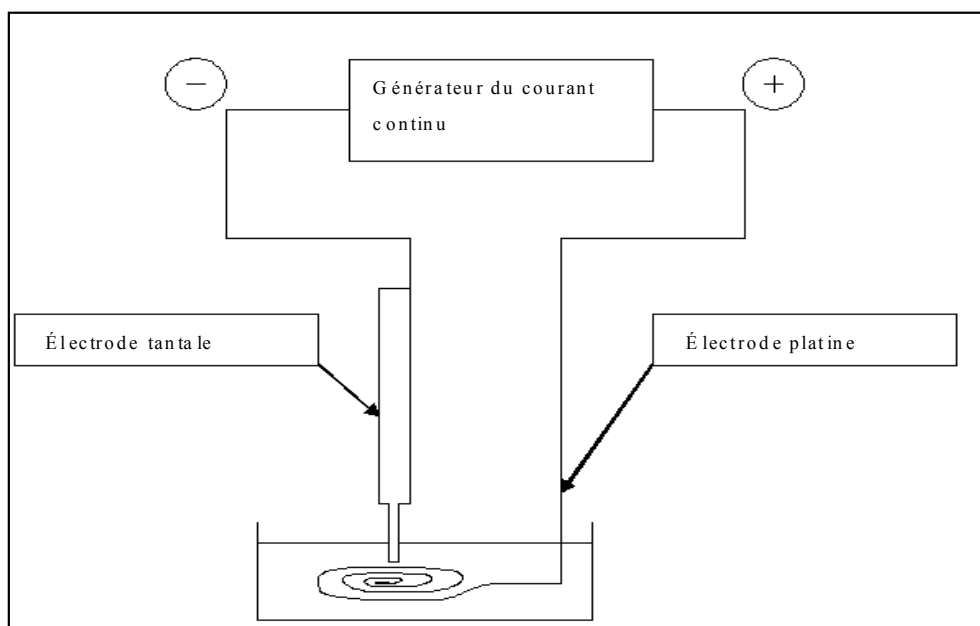 −
+
Générateur du courant
continu
Électrode tantale
Électrode platine